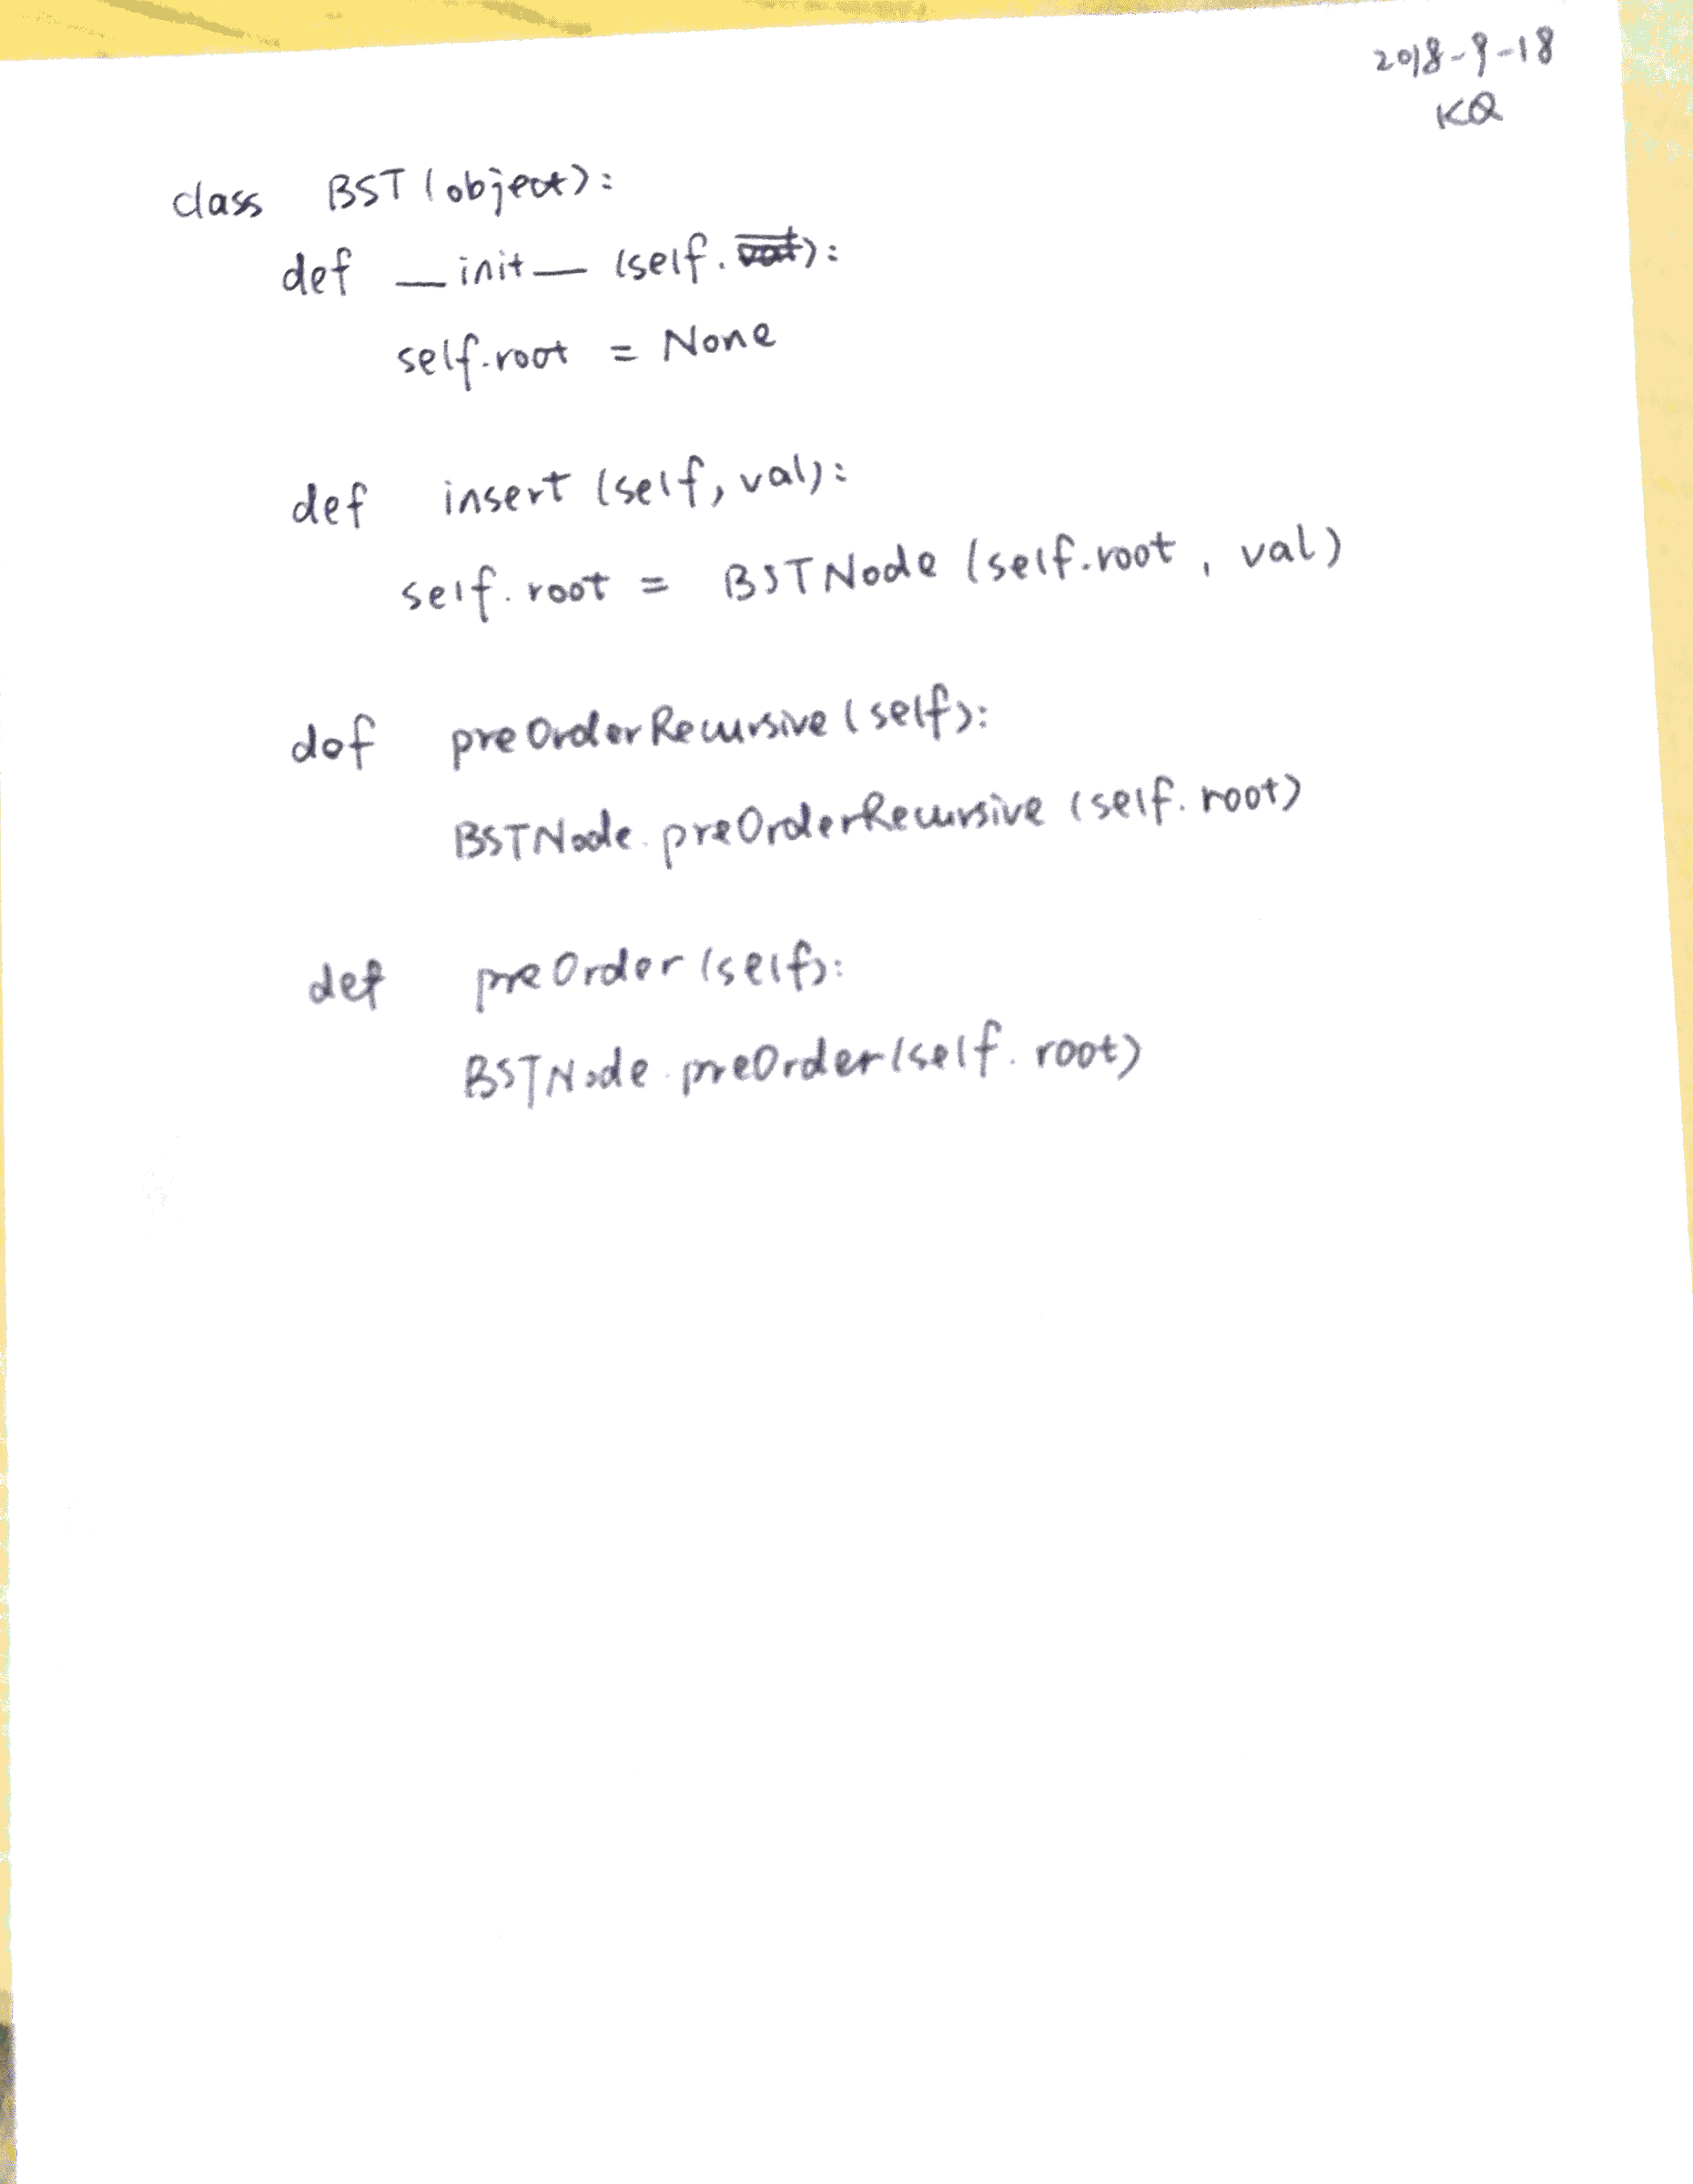 2018-9-18
KQ
class BST (object):
def __init__ (self. root):
self.root = None
def insert (self, val):
self.root = BSTNode (self.root, val)
def preOrderRecursive (self):
BSTNode.preOrderRecursive (self.root)
def preOrder (self):
BSTNode.preOrder(self.root)